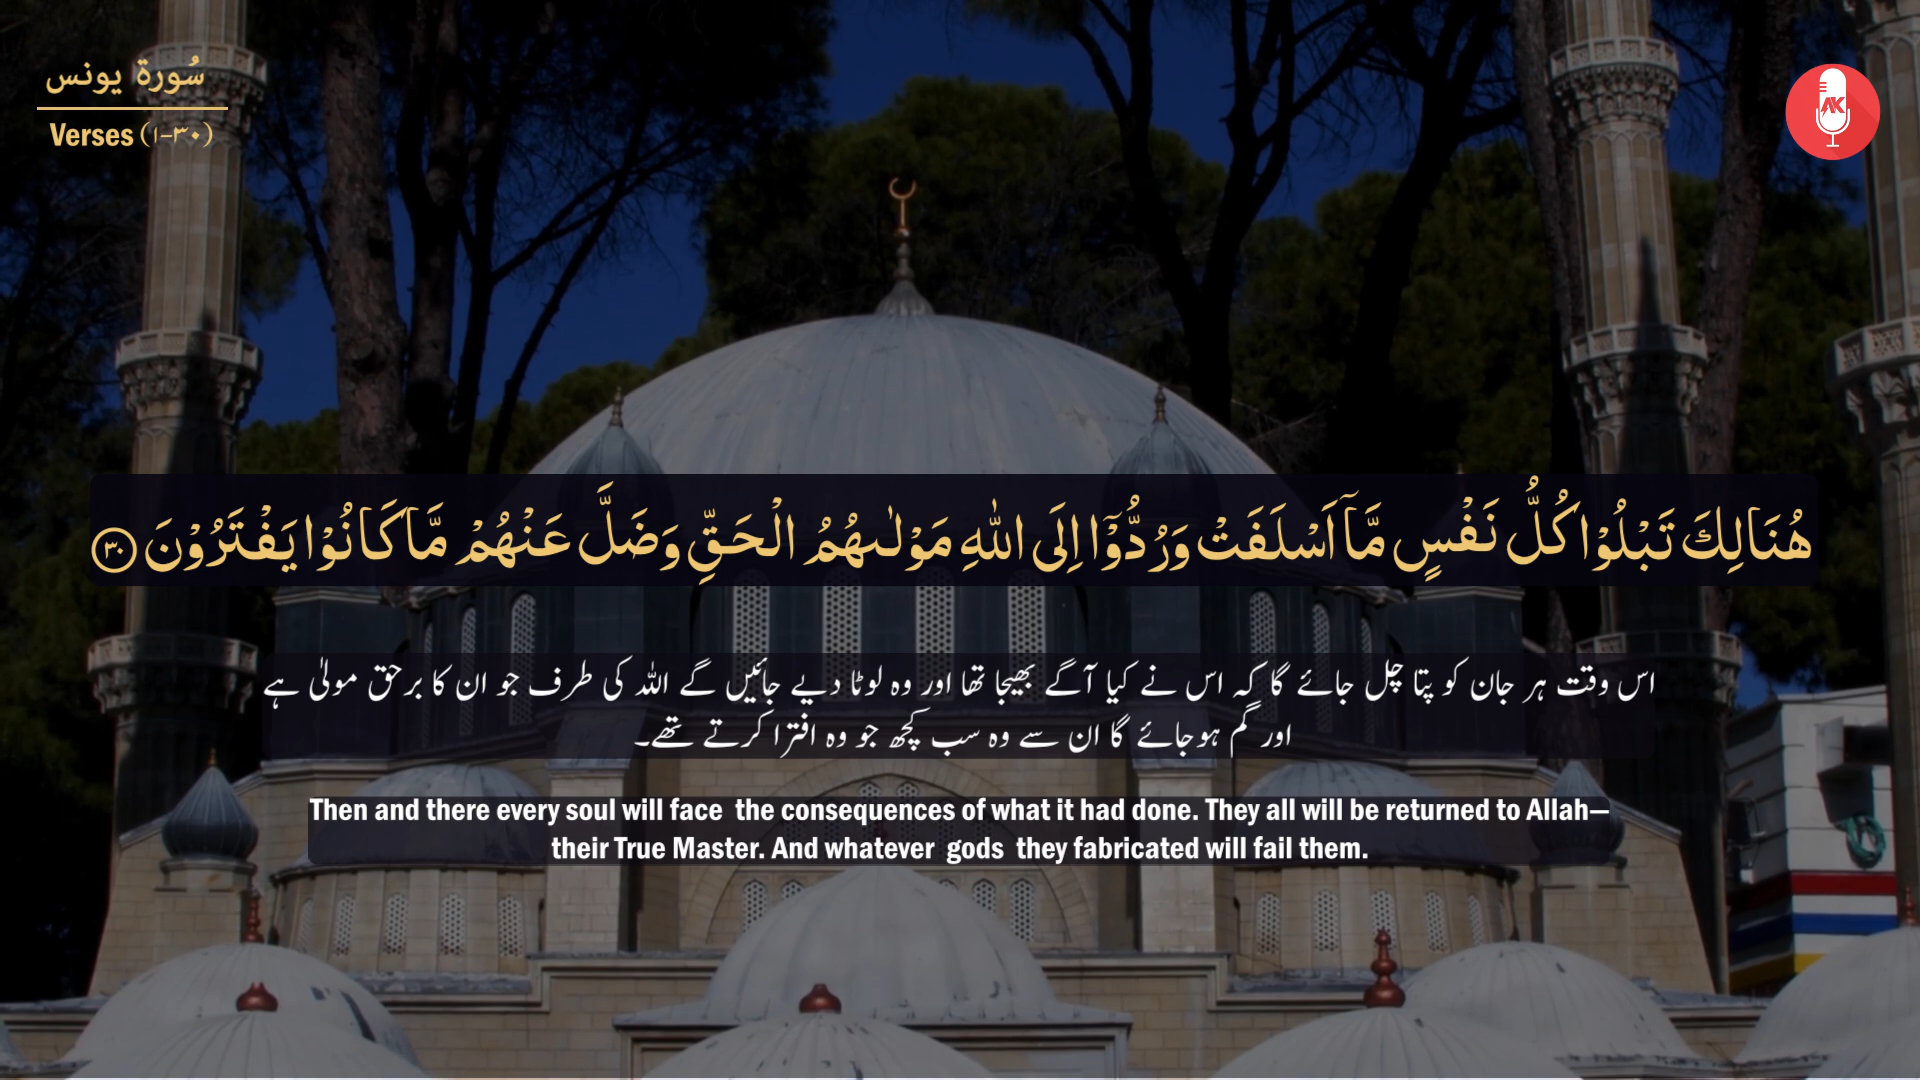 سُورة يونس
Verses (۱-۳۰)
AK
هُنَالِكَ تَبْلُوْا كُلُّ نَفْسٍ مَّاۤ اَسْلَفَتْ وَرُدُّوْۤا اِلَى اللّٰهِ مَوْلٰىهُمُ الْحَقِّ وَضَلَّ عَنْهُمْ مَّا كَانُوْا يَفْتَرُوْنَ ۳۰
اس وقت ہر جان کو پتا چل جائے گا کہ اس نے کیا آگے بھیجا تھا اور وہ لوٹا دیے جائیں گے اللہ کی طرف جو ان کا برحق مولیٰ ہے
اور گم ہوجائے گا ان سے وہ سب کچھ جو وہ افترا کرتے تھے۔
Then and there every soul will face the consequences of what it had done. They all will be returned to Allah—
their True Master. And whatever gods they fabricated will fail them.